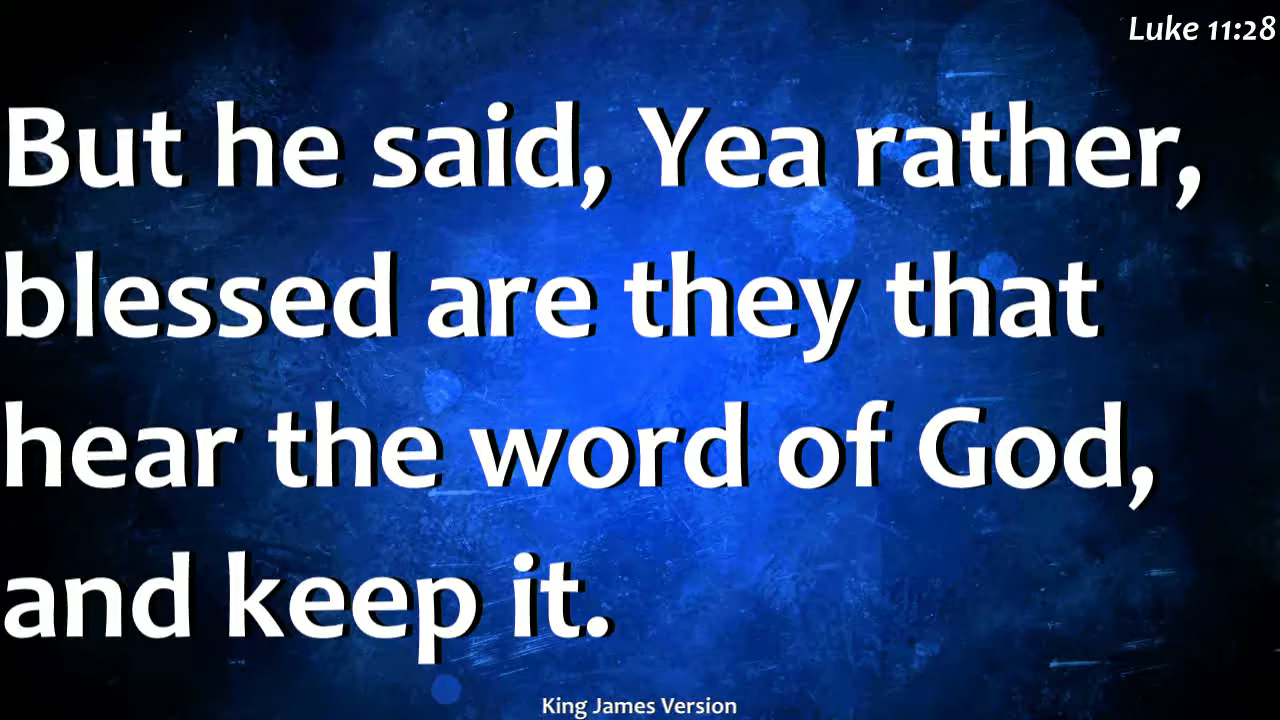 Luke 11:28
But he said, Yea rather,
blessed are they that
hear the word of God,
and keep it.
King James Version